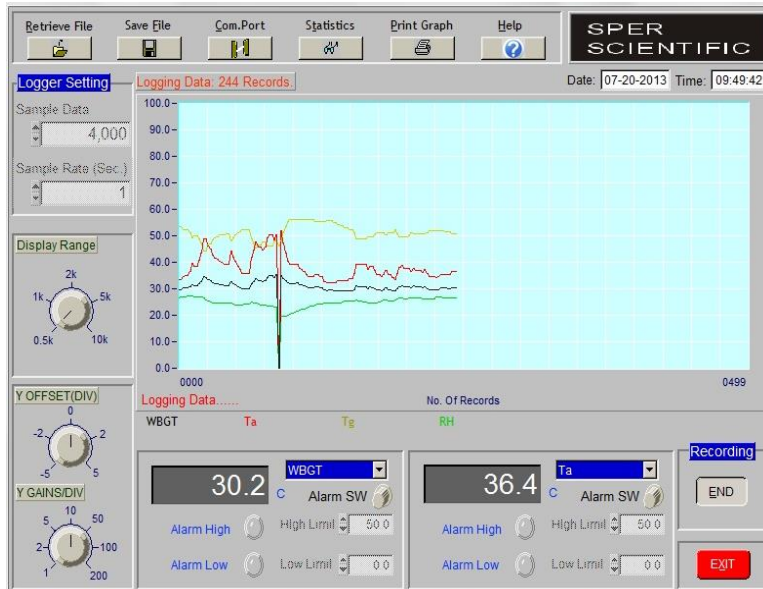 Retrieve File Save File Com.Port Statistics Print Graph Help
SPER
SCIENTIFIC
Logger Setting
Logging Data: 244 Records.
Date: 07-20-2013 Time: 09:49:42
Sample Data
4,000
Sample Rate (Sec.)
1
100.0
90.0
80.0
70.0
60.0
50.0
40.0
30.0
20.0
10.0
0.0
0000 0499
Logging Data......
No. Of Records
WBGT Ta Tg RH
Display Range
2k
1k 5k
0.5k 10k
Y OFFSET(DIV)
0
-2 2
-5 5
Y GAINS/DIV
10
5 50
2 100
1 200
30.2 C
WBGT
Alarm SW
Alarm High High Limit 50.0
Alarm Low Low Limit 0.0
36.4 C
Ta
Alarm SW
Alarm High High Limit 50.0
Alarm Low Low Limit 0.0
Recording
END
EXIT